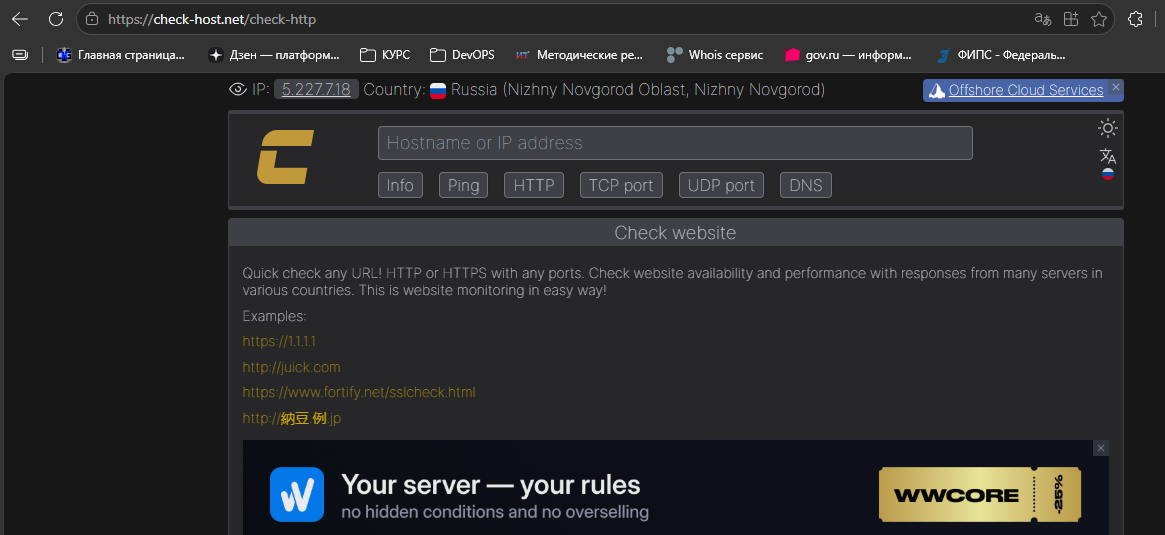 https://check-host.net/check-http
Главная страница...
Дзен — платформ...
КУРС
DevOPS
Методические ре...
Whois сервис
gov.ru — информ...
ФИПС - Федераль...
IP: 5.227.7.18 Country: Russia (Nizhny Novgorod Oblast, Nizhny Novgorod)
Offshore Cloud Services
Hostname or IP address
Info
Ping
HTTP
TCP port
UDP port
DNS
Check website
Quick check any URL! HTTP or HTTPS with any ports. Check website availability and performance with responses from many servers in
various countries. This is website monitoring in easy way!
Examples:
https://1.1.1.1
http://juick.com
https://www.fortify.net/sslcheck.html
http://納豆.例.jp
Your server — your rules
no hidden conditions and no overselling
WWCORE
-25%